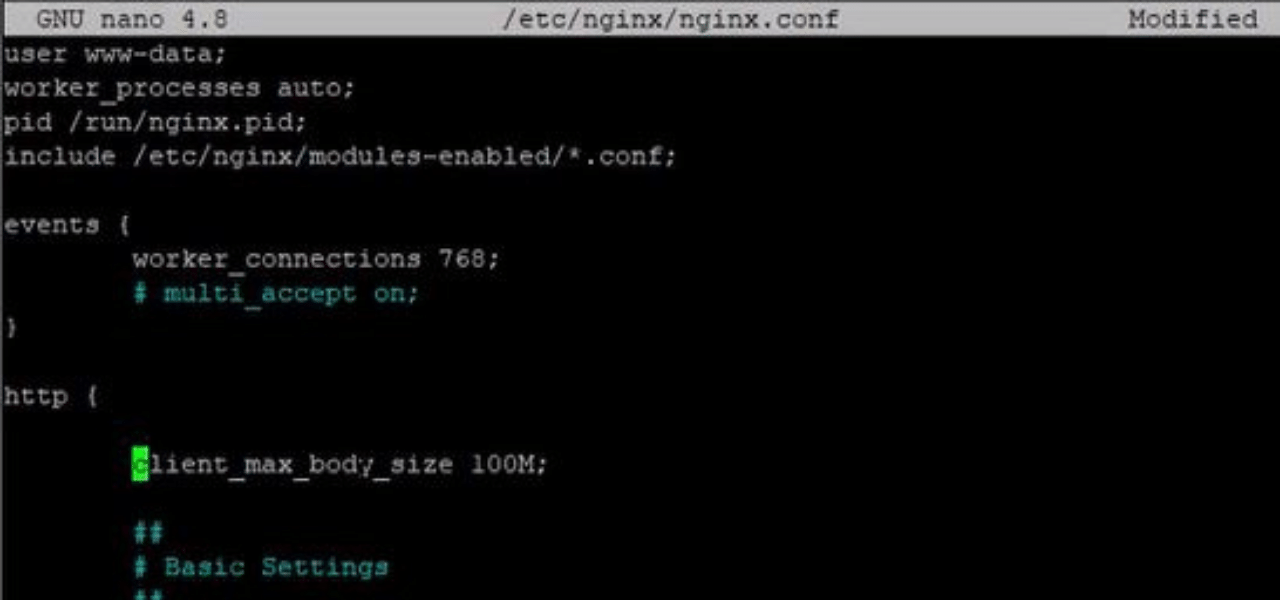 GNU nano 4.8 /etc/nginx/nginx.conf Modified
user www-data;
worker_processes auto;
pid /run/nginx.pid;
include /etc/nginx/modules-enabled/*.conf;
events {
worker_connections 768;
# multi_accept on;
}
http {
client_max_body_size 100M;
##
# Basic Settings
##